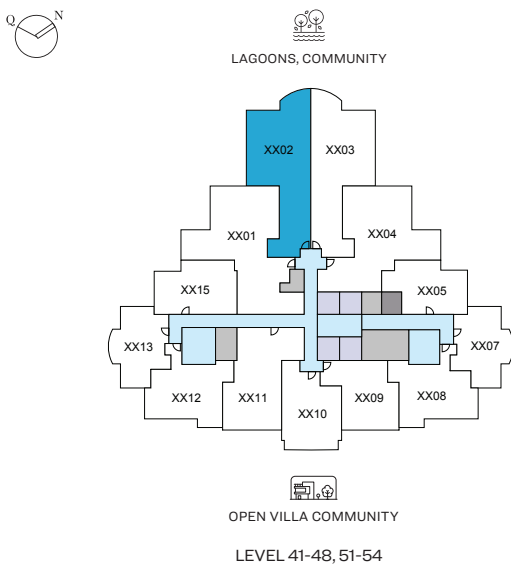 Q N
LAGOONS, COMMUNITY
XX02 XX03
XX01 XX04
XX15 XX05
XX13 XX07
XX12 XX11 XX10 XX09 XX08
OPEN VILLA COMMUNITY
LEVEL 41-48, 51-54